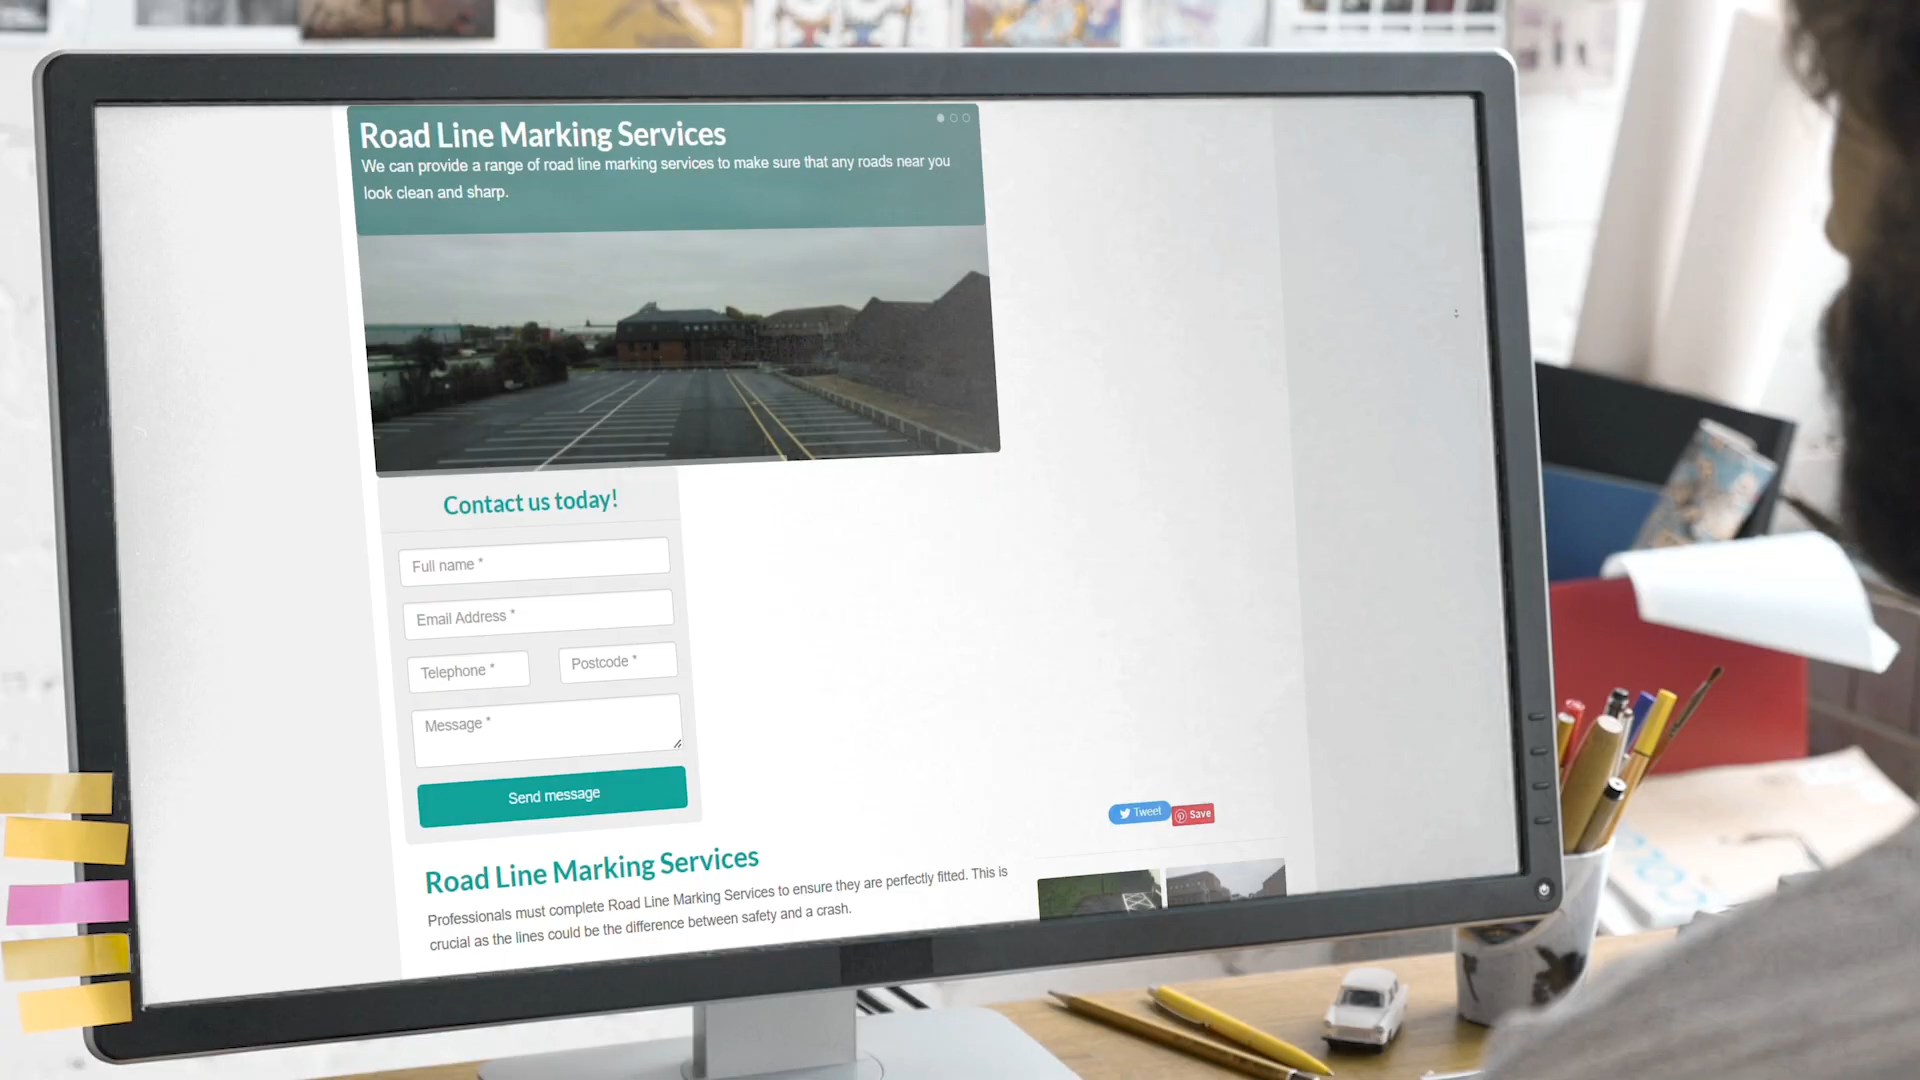 Road Line Marking Services
We can provide a range of road line marking services to make sure that any roads near you
look clean and sharp.
Contact us today!
Full name *
Email Address *
Telephone *
Postcode *
Message *
Send message
Tweet
Save
Road Line Marking Services
Professionals must complete Road Line Marking Services to ensure they are perfectly fitted. This is
crucial as the lines could be the difference between safety and a crash.